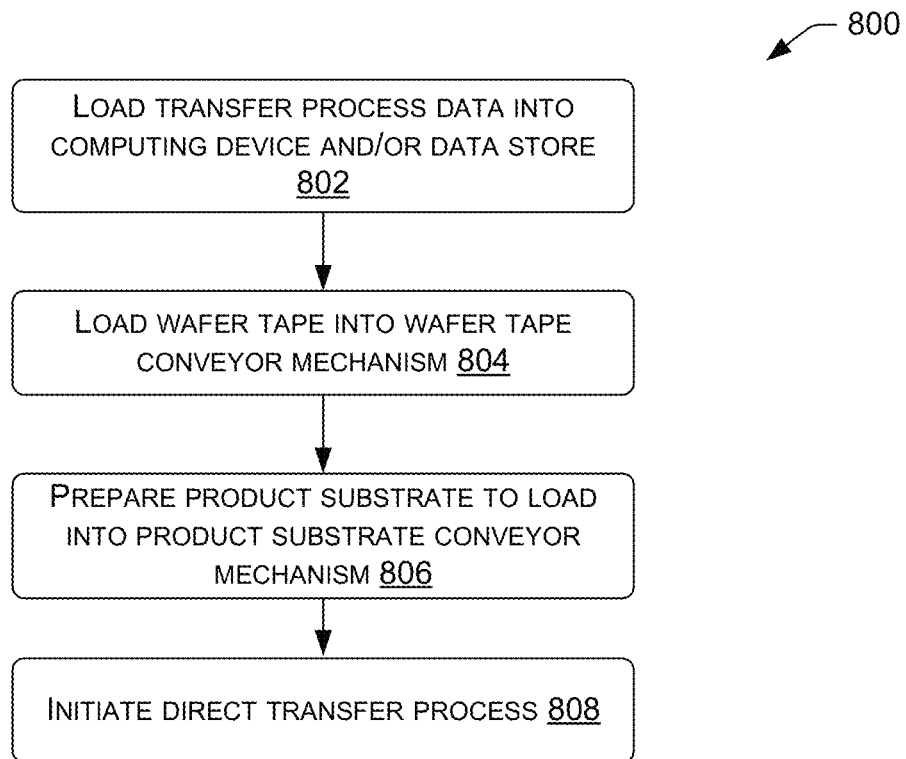 800
LOAD TRANSFER PROCESS DATA INTO
COMPUTING DEVICE AND/OR DATA STORE
802
LOAD WAFER TAPE INTO WAFER TAPE
CONVEYOR MECHANISM 804
PREPARE PRODUCT SUBSTRATE TO LOAD
INTO PRODUCT SUBSTRATE CONVEYOR
MECHANISM 806
INITIATE DIRECT TRANSFER PROCESS 808